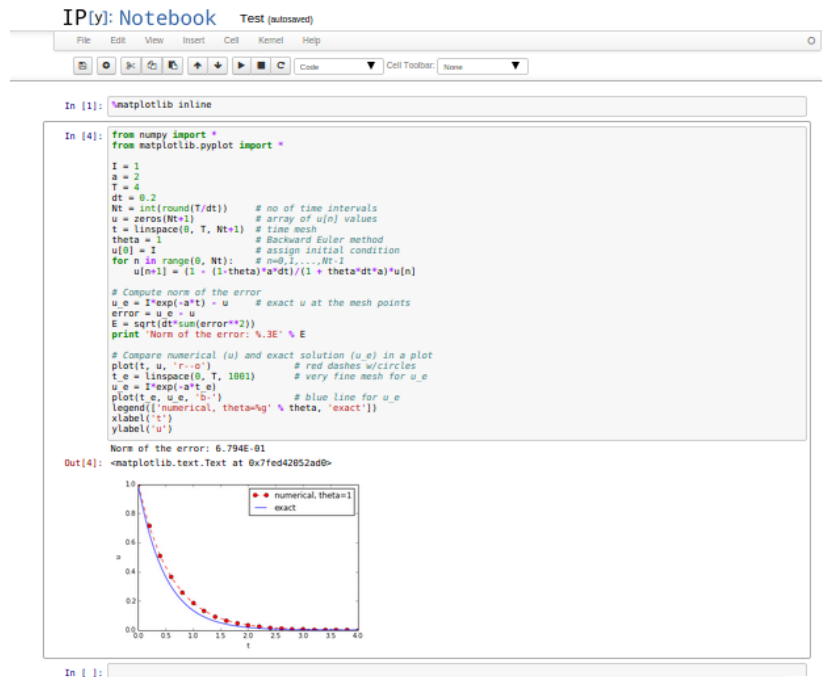 IP[y]: Notebook Test (autosaved)
File Edit View Insert Cell Kernel Help
Code Cell Toolbar: None
In [1]: %matplotlib inline
In [4]: from numpy import *
from matplotlib.pyplot import *
I = 1
a = 2
T = 4
dt = 0.2
Nt = int(round(T/dt)) # no of time intervals
u = zeros(Nt+1) # array of u[n] values
t = linspace(0, T, Nt+1) # time mesh
theta = 1 # Backward Euler method
u[0] = I # assign initial condition
for n in range(0, Nt): # n=0,1,...,Nt-1
u[n+1] = (1 - (1-theta)*a*dt)/(1 + theta*dt*a)*u[n]
# Compute norm of the error
u_e = I*exp(-a*t) - u # exact u at the mesh points
error = u_e - u
E = sqrt(dt*sum(error**2))
print 'Norm of the error: %.3E' % E
# Compare numerical (u) and exact solution (u_e) in a plot
plot(t, u, 'r--o') # red dashes w/circles
t_e = linspace(0, T, 1001) # very fine mesh for u_e
u_e = I*exp(-a*t_e)
plot(t_e, u_e, 'b-') # blue line for u_e
legend(['numerical, theta=%g' % theta, 'exact'])
xlabel('t')
ylabel('u')
Norm of the error: 6.794E-01
Out[4]: <matplotlib.text.Text at 0x7fed42052ad0>
1.0
0.8
0.6
0.4
0.2
0.0
u
numerical, theta=1
exact
0.0 0.5 1.0 1.5 2.0 2.5 3.0 3.5 4.0
t
In [ ]: